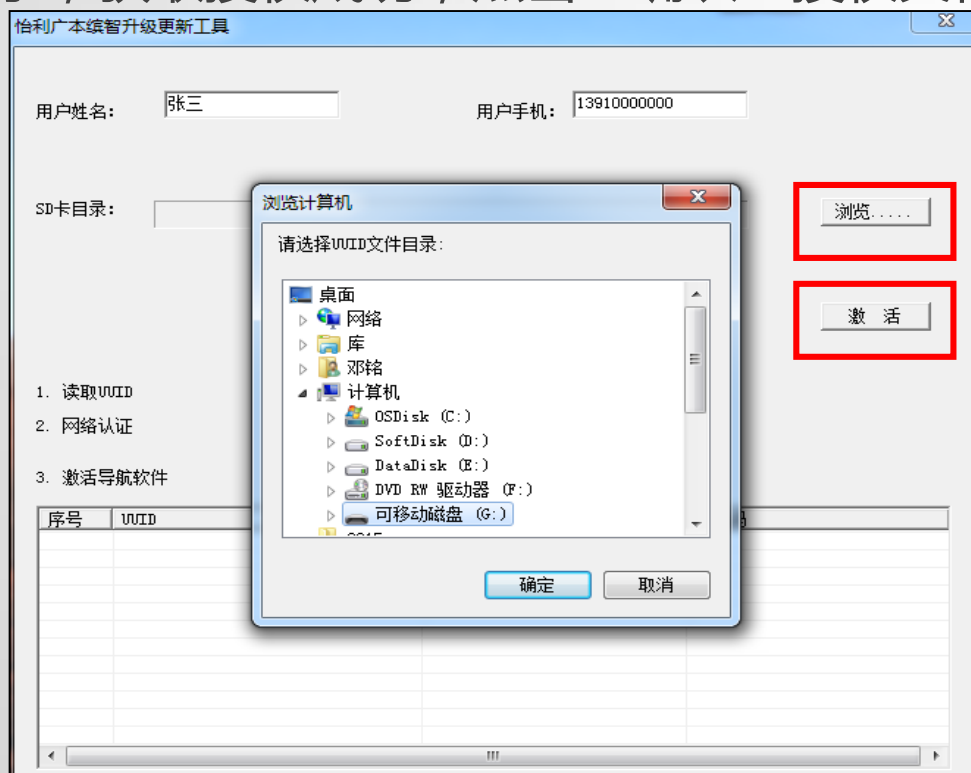 怡利广本缤智升级更新工具
用户姓名: 张三 用户手机: 13910000000
SD卡目录: 浏览.....
浏览计算机
请选择UUID文件目录:
桌面
网络
库
邓铭
计算机
OSDisk (C:)
SoftDisk (D:)
DataDisk (E:)
DVD RW 驱动器 (F:)
可移动磁盘 (G:)
确定 取消
激 活
1. 读取UUID
2. 网络认证
3. 激活导航软件
序号 UUID